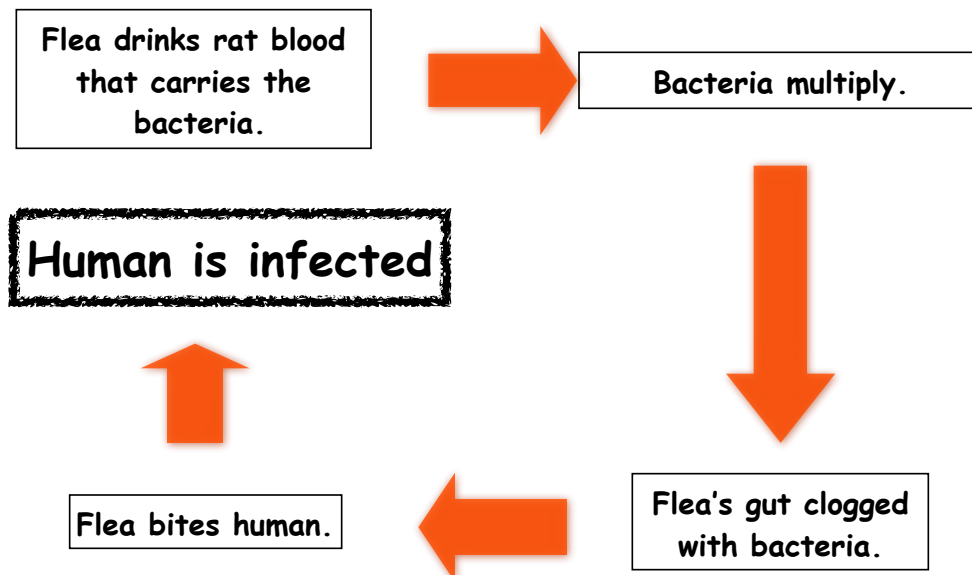 Flea drinks rat blood
that carries the
bacteria.
Bacteria multiply.
Flea's gut clogged
with bacteria.
Flea bites human.
Human is infected